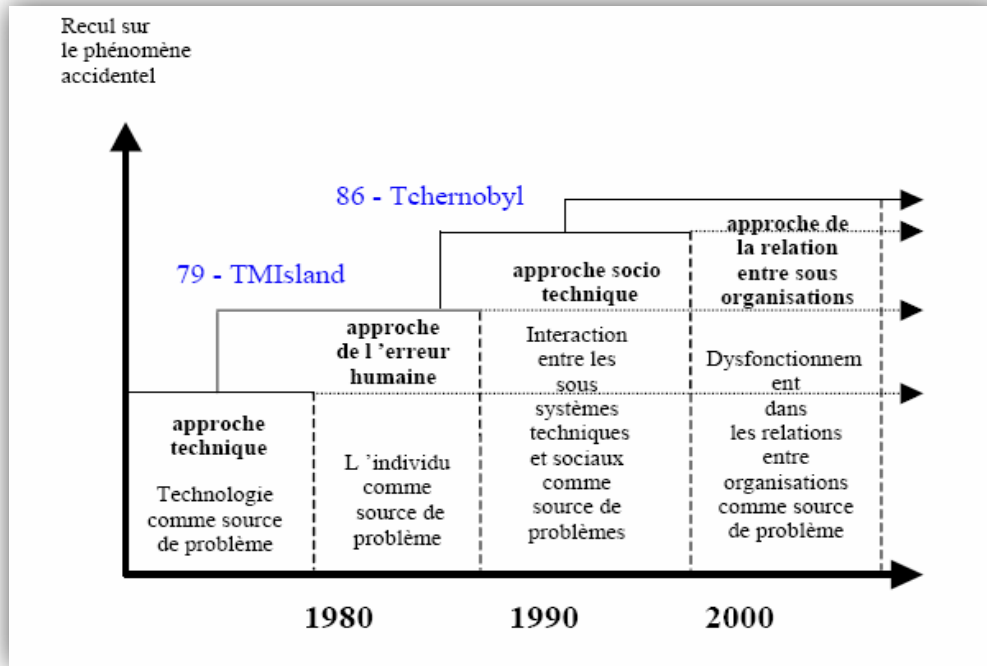 Recul sur
le phénomène
accidentel
86 - Tchernobyl
79 - TMIsland
approche
technique
Technologie
comme source
de problème
approche
de l ’erreur
humaine
L ’individu
comme
source de
problème
approche socio
technique
Interaction
entre les
sous
systèmes
techniques
et sociaux
comme
source de
problèmes
approche de
la relation
entre sous
organisations
Dysfonctionnem
ent
dans
les relations
entre
organisations
comme source
de problème
1980
1990
2000